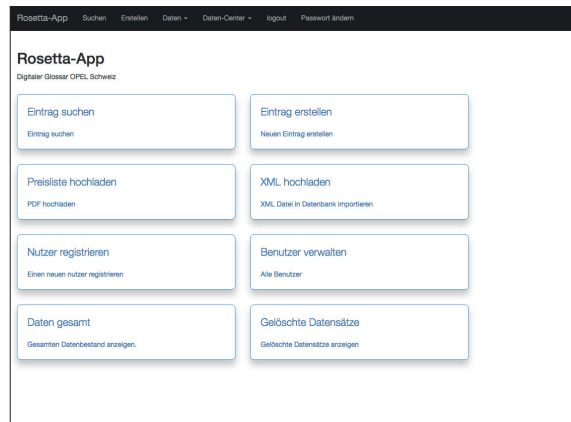 Rosetta-App Suchen Erstellen Daten Daten-Center logout Passwort ändern
Rosetta-App
Digitaler Glossar OPEL Schweiz
Eintrag suchen
Eintrag suchen
Eintrag erstellen
Neuen Eintrag erstellen
Preisliste hochladen
PDF hochladen
XML hochladen
XML Datei in Datenbank importieren
Nutzer registrieren
Einen neuen nutzer registrieren
Benutzer verwalten
Alle Benutzer
Daten gesamt
Gesamten Datenbestand anzeigen.
Gelöschte Datensätze
Gelöschte Datensätze anzeigen